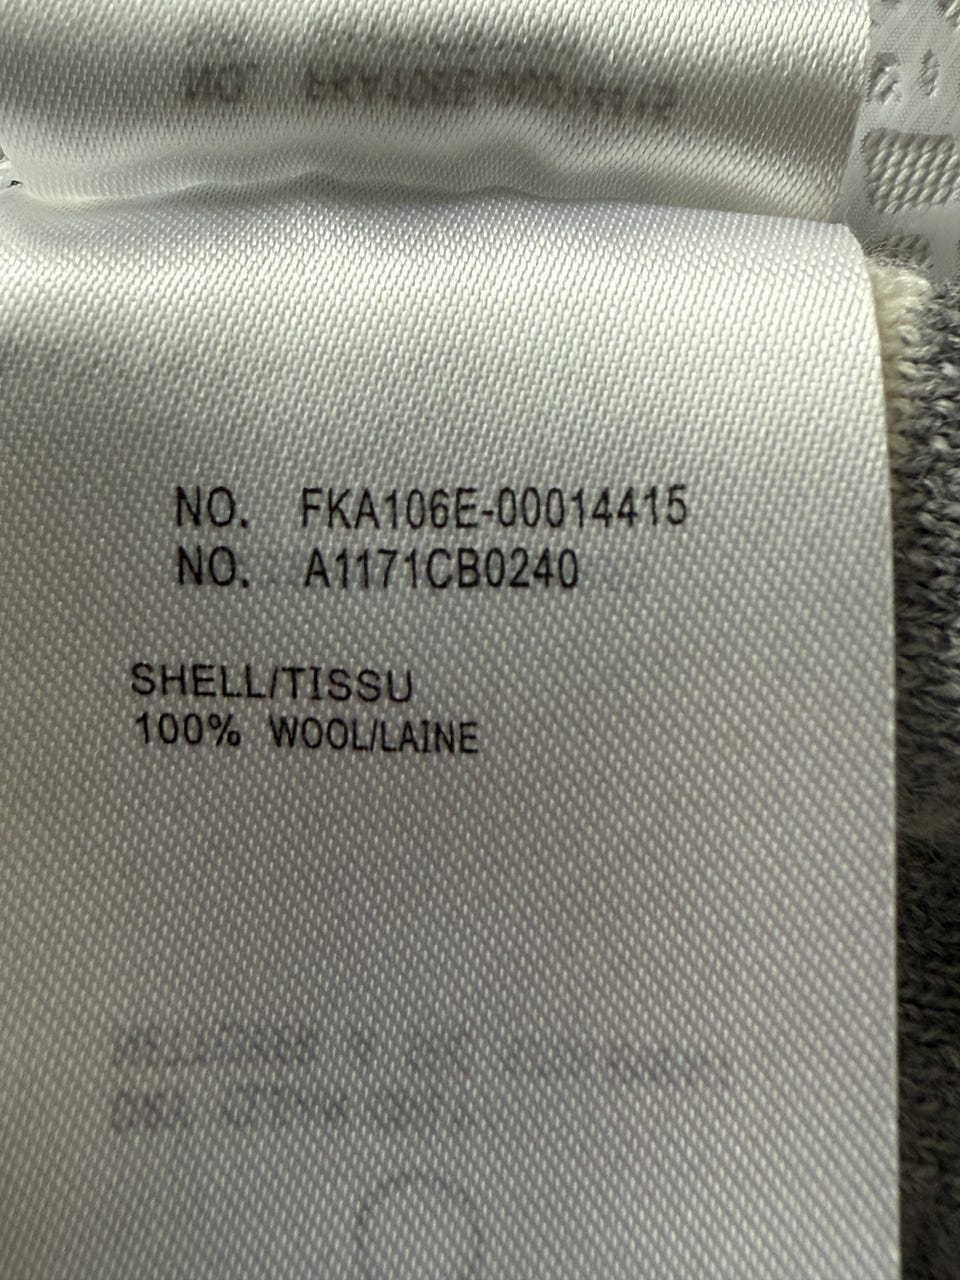 NO. FKA106E-00014415
NO. A1171CB0240
SHELL/TISSU
100% WOOL/LAINE